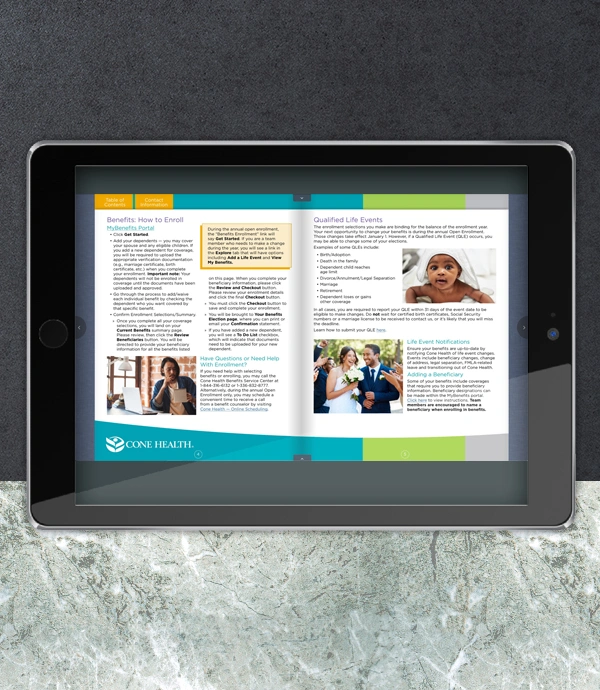 Table of
Contents
Contact
Information
Benefits: How to Enroll
MyBenefits Portal
• Click Get Started.
• Add your dependents — you may cover
your spouse and any eligible children. If
you add a new dependent for coverage,
you will be required to upload the
appropriate verification documentation
(e.g., marriage certificate, birth
certificate, etc.) when you complete
your enrollment. Important note: Your
dependents will not be enrolled in
coverage until the documents have been
uploaded and approved.
• Go through the process to add/waive
each individual benefit by checking the
dependent who you want covered in
that specific benefit.
• Confirm Enrollment Selections/Summary
• Once you complete all your coverage
selections, you will land on your
Current Benefits summary page.
Please review, then click the Review
Beneficiaries button. You will be
directed to provide your beneficiary
information for all the benefits listed
During the annual open enrollment,
the "Benefits Enrollment" link will
say Get Started. If you are a team
member who needs to make a change
during the year, you will see a link in
the Explore tab that will have options
including Add a Life Event and View
My Benefits.
on this page. When you complete your
beneficiary information, please click
the Review and Checkout button.
Please review your enrollment details
and click the final Checkout button.
• You must click the Checkout button to
save and complete your enrollment.
• You will be brought to Your Benefits
Election page, where you can print or
email your Confirmation statement.
• If you have added a new dependent:
you will see a To Do List checkbox,
which will indicate that documents
need to be uploaded for your new
dependent.
Have Questions or Need Help
With Enrollment?
If you need help with selecting
benefits or enrolling, you may call the
Cone Health Benefits Service Center at
Alternatively, during the annual Open
Enrollment only, you may schedule a
convenient time to receive a call
from a benefit counselor by visiting
Cone Health — Online Scheduling.
CONE HEALTH
Qualified Life Events
The enrollment selections you make are binding for the balance of the enrollment year.
Your next opportunity to change your benefits is during the annual Open Enrollment.
Those changes take effect January 1. However, if a Qualified Life Event (QLE) occurs, you
may be able to change some of your elections.
Examples of some QLEs include:
• Birth/Adoption
• Death in the family
• Dependent child reaches
age limit
• Divorce/Annulment/Legal Separation
• Marriage
• Retirement
• Dependent loses or gains
other coverage
In all cases, you are required to report your QLE within 31 days of the event date to be
eligible to make changes. Do not wait for certified birth certificates, Social Security
numbers or a marriage license to be received to contact us, or it's likely that you will miss
the deadline.
Learn how to submit your QLE here.
Life Event Notifications
Ensure your benefits are up-to-date by
notifying Cone Health of life event changes.
Events include beneficiary changes, change
of address, legal separation, FMLA-related
leave and transitioning out of Cone Health.
Adding a Beneficiary
Some of your benefits include coverages
that require you to provide beneficiary
information. Beneficiary designations can
be made within the MyBenefits portal.
Click here to view instructions. Team
members are encouraged to name a
beneficiary when enrolling in benefits.